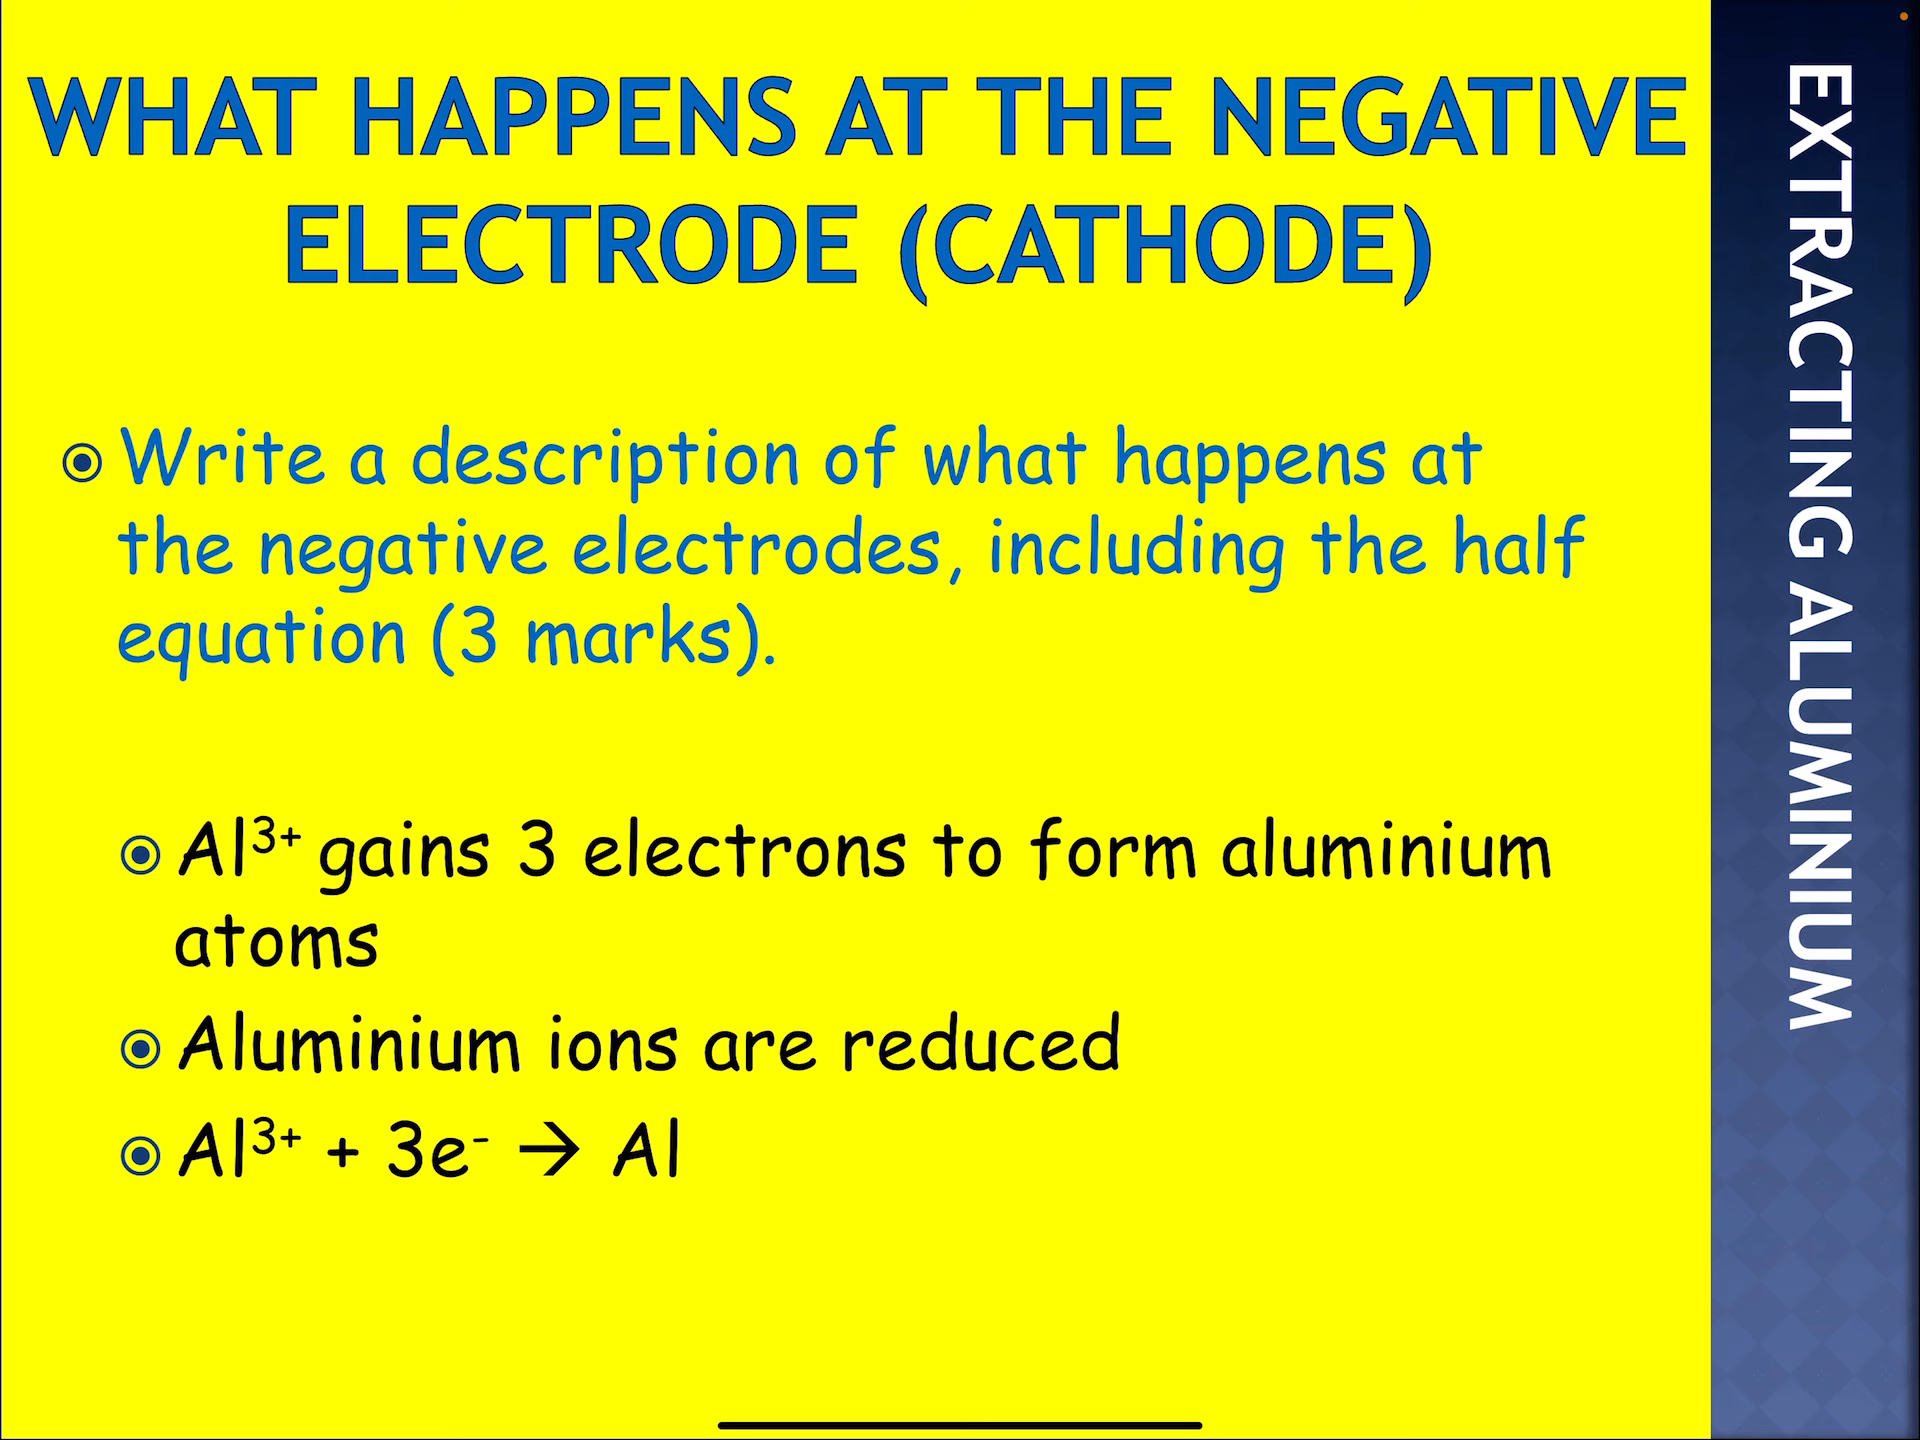 WHAT HAPPENS AT THE NEGATIVE
ELECTRODE (CATHODE)
Write a description of what happens at
the negative electrodes, including the half
equation (3 marks).
Al³⁺ gains 3 electrons to form aluminium
atoms
Aluminium ions are reduced
Al³⁺ + 3e⁻ → Al
EXTRACTING ALUMINIUM